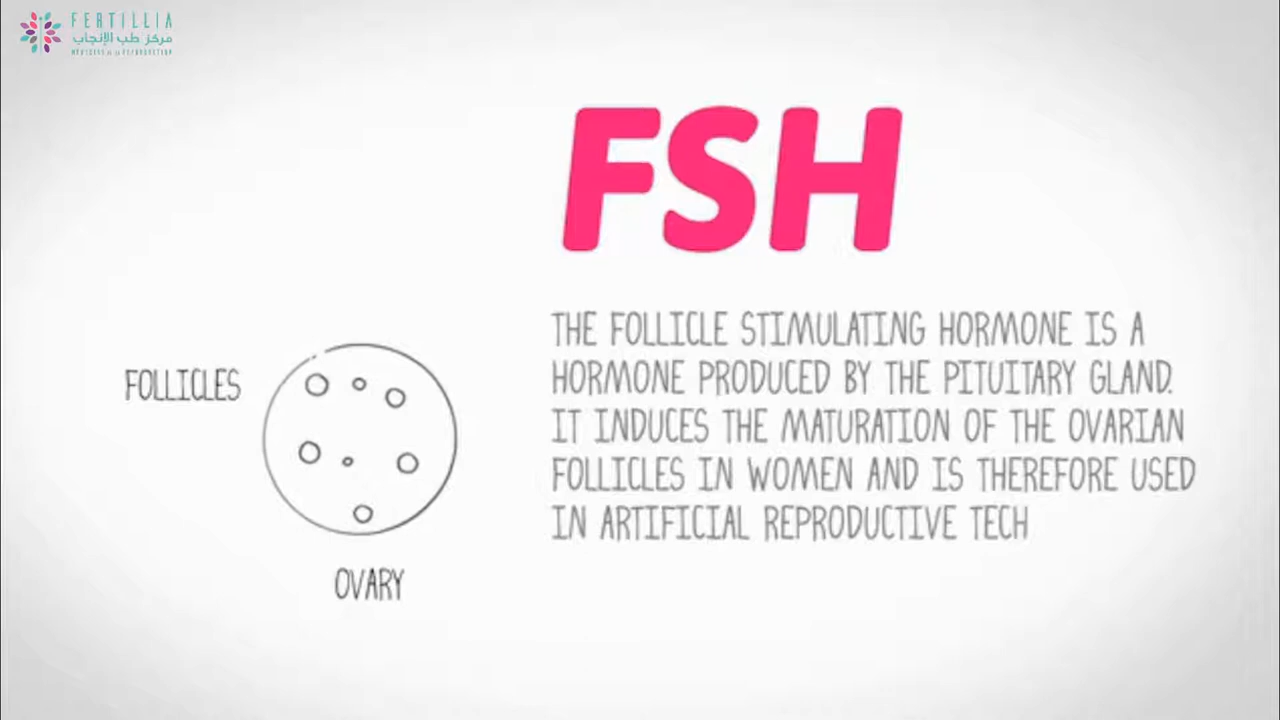 FERTILLIA
مركز طب الإنجاب
FSH
THE FOLLICLE STIMULATING HORMONE IS A
HORMONE PRODUCED BY THE PITUITARY GLAND.
IT INDUCES THE MATURATION OF THE OVARIAN
FOLLICLES IN WOMEN AND IS THEREFORE USED
IN ARTIFICIAL REPRODUCTIVE TECH
FOLLICLES
OVARY